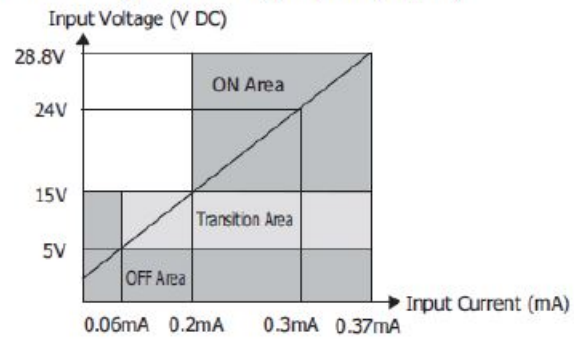 Input Voltage (V DC)
28.8V
ON Area
24V
15V
Transition Area
5V
OFF Area
Input Current (mA)
0.06mA 0.2mA 0.3mA 0.37mA